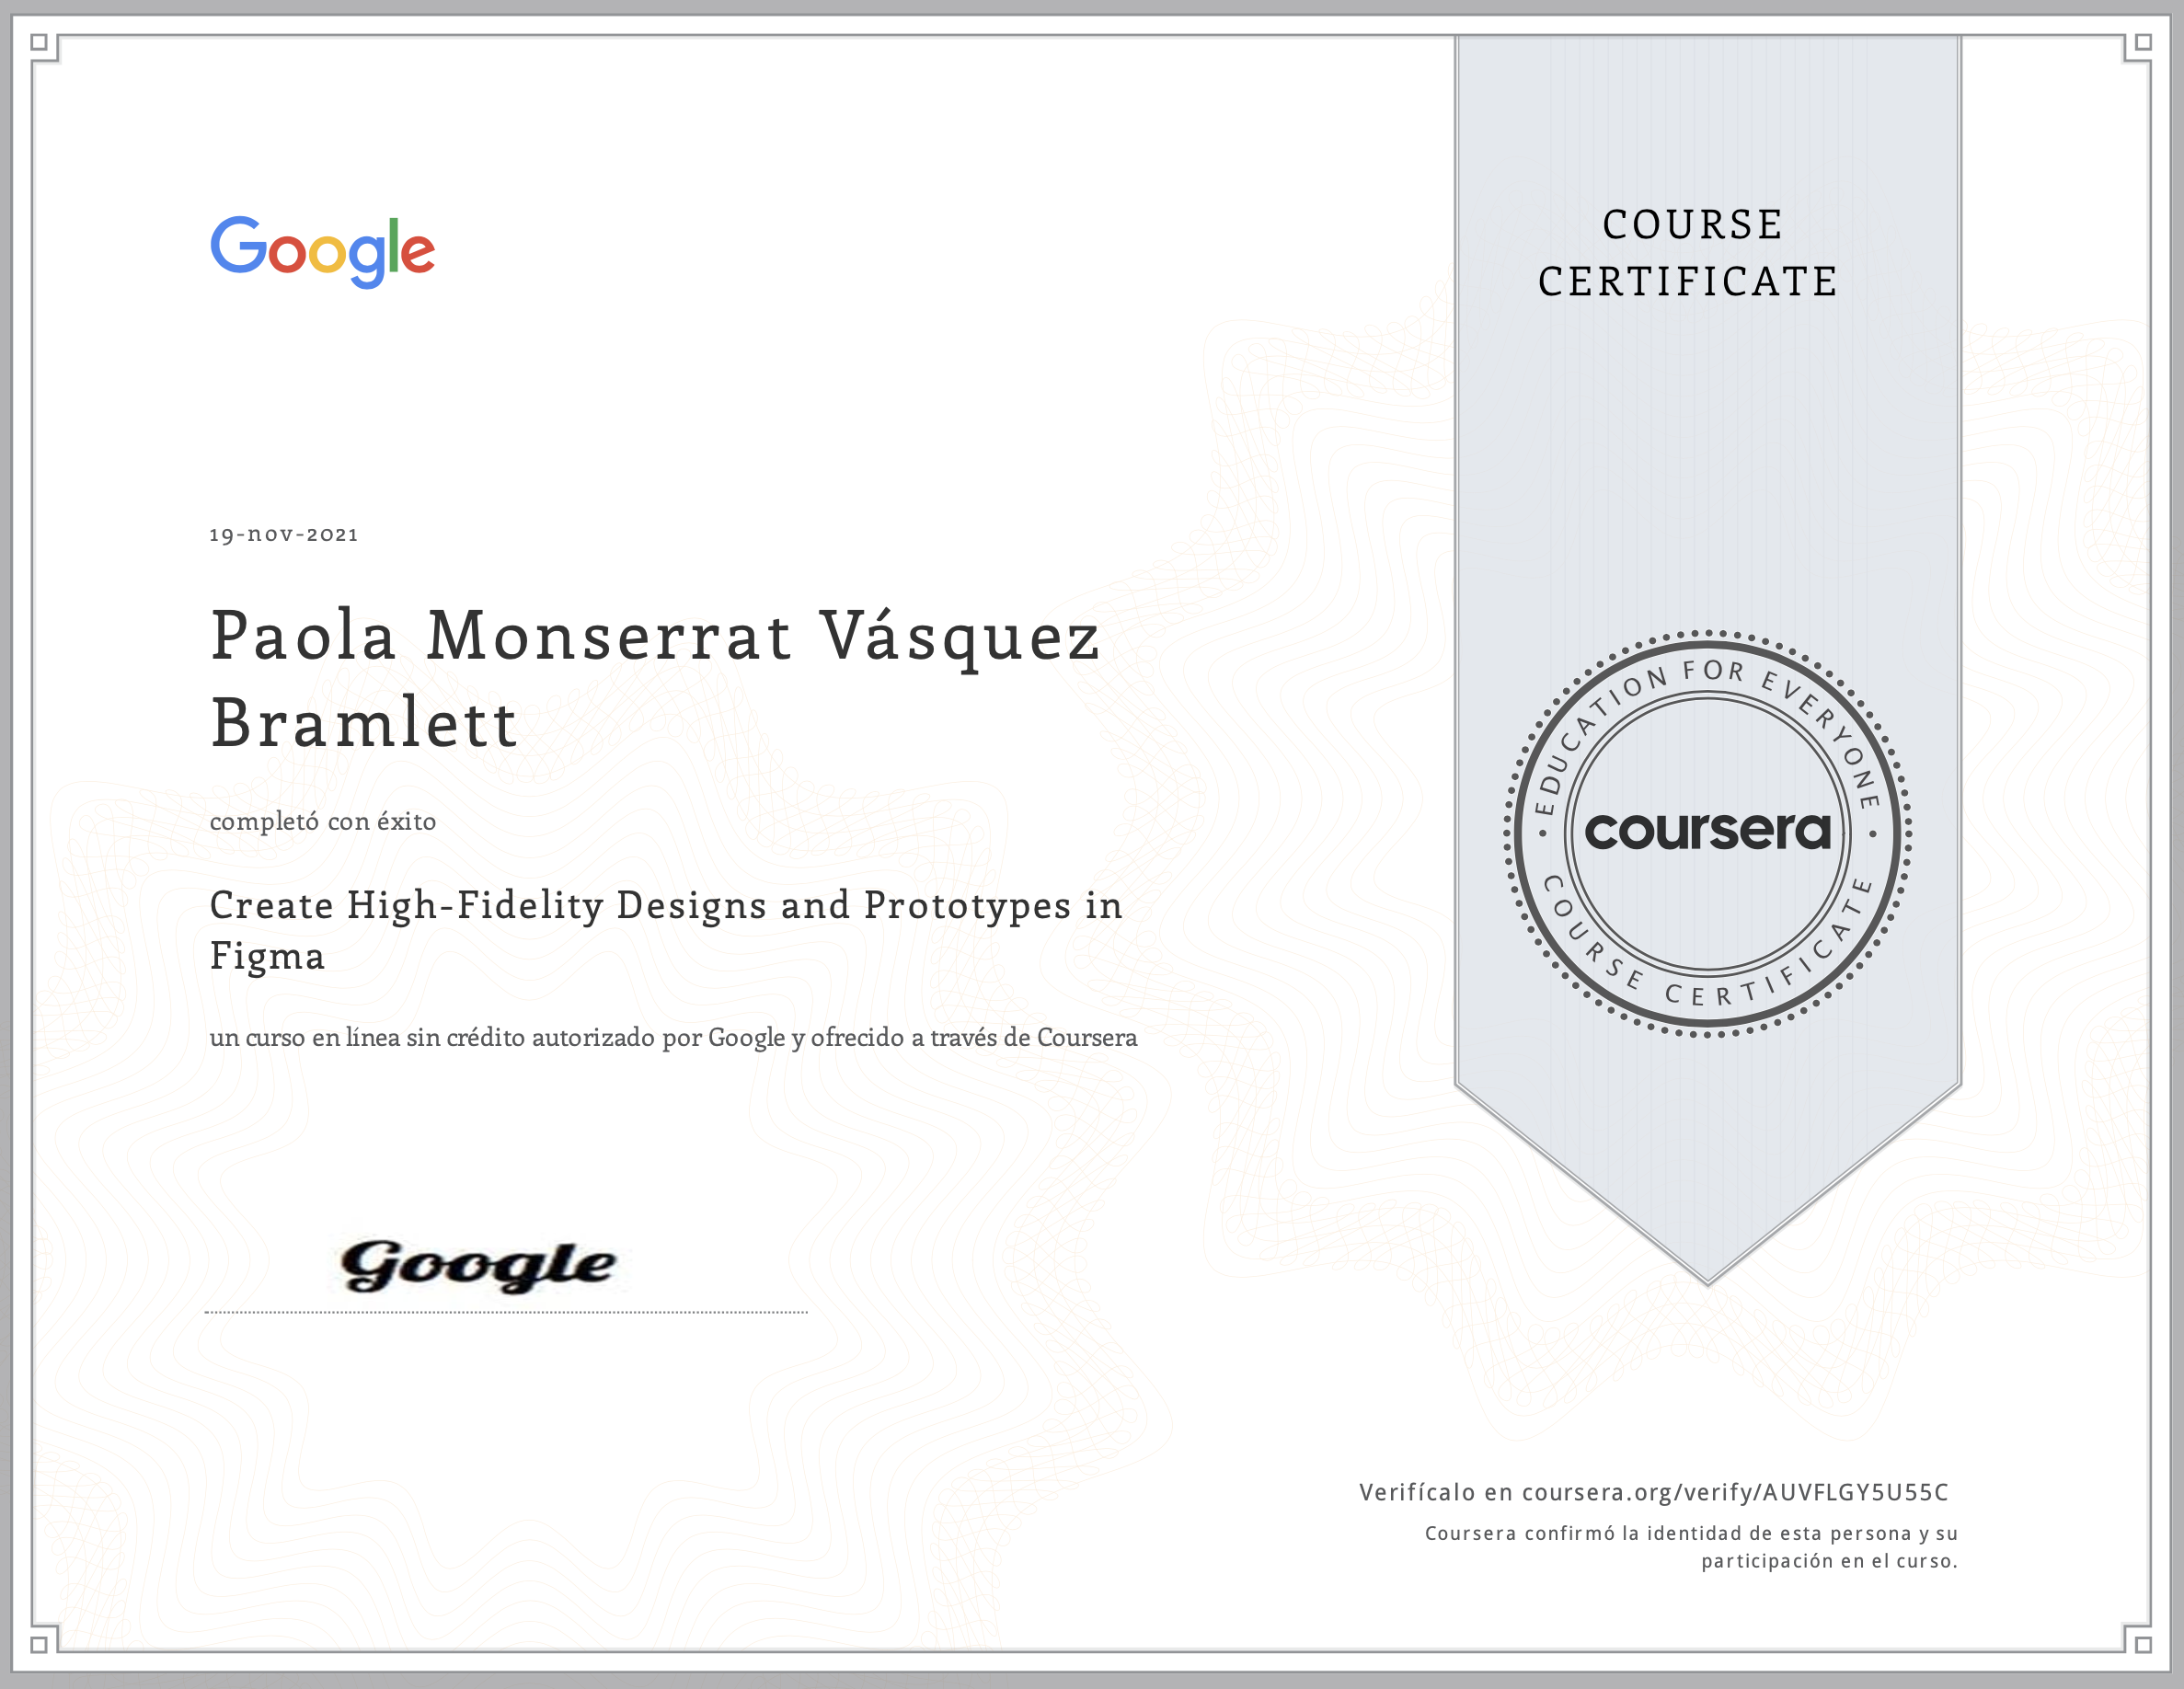 Google
COURSE
CERTIFICATE
19-nov-2021
Paola Monserrat Vásquez
Bramlett
completó con éxito
Create High-Fidelity Designs and Prototypes in
Figma
un curso en línea sin crédito autorizado por Google y ofrecido a través de Coursera
EDUCATION FOR EVERYONE
coursera
COURSE CERTIFICATE
Google
Verifícalo en coursera.org/verify/AUVFLGY5U55C
Coursera confirmó la identidad de esta persona y su
participación en el curso.